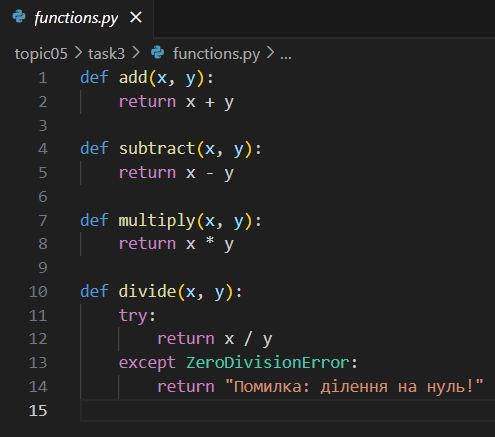 functions.py ×
topic05 > task3 > functions.py > ...
1 def add(x, y):
2     return x + y
3
4 def subtract(x, y):
5     return x - y
6
7 def multiply(x, y):
8     return x * y
9
10 def divide(x, y):
11     try:
12         return x / y
13     except ZeroDivisionError:
14         return "Помилка: ділення на нуль!"
15